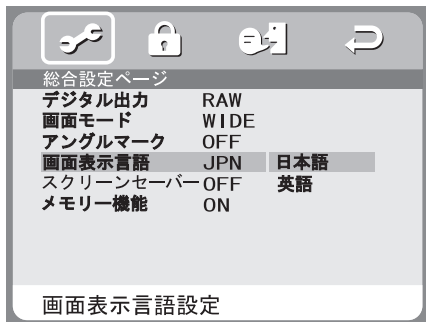 総合設定ページ
デジタル出力 RAW
画面モード WIDE
アングルマーク OFF
画面表示言語 JPN 日本語
スクリーンセーバー OFF 英語
メモリー機能 ON
画面表示言語設定